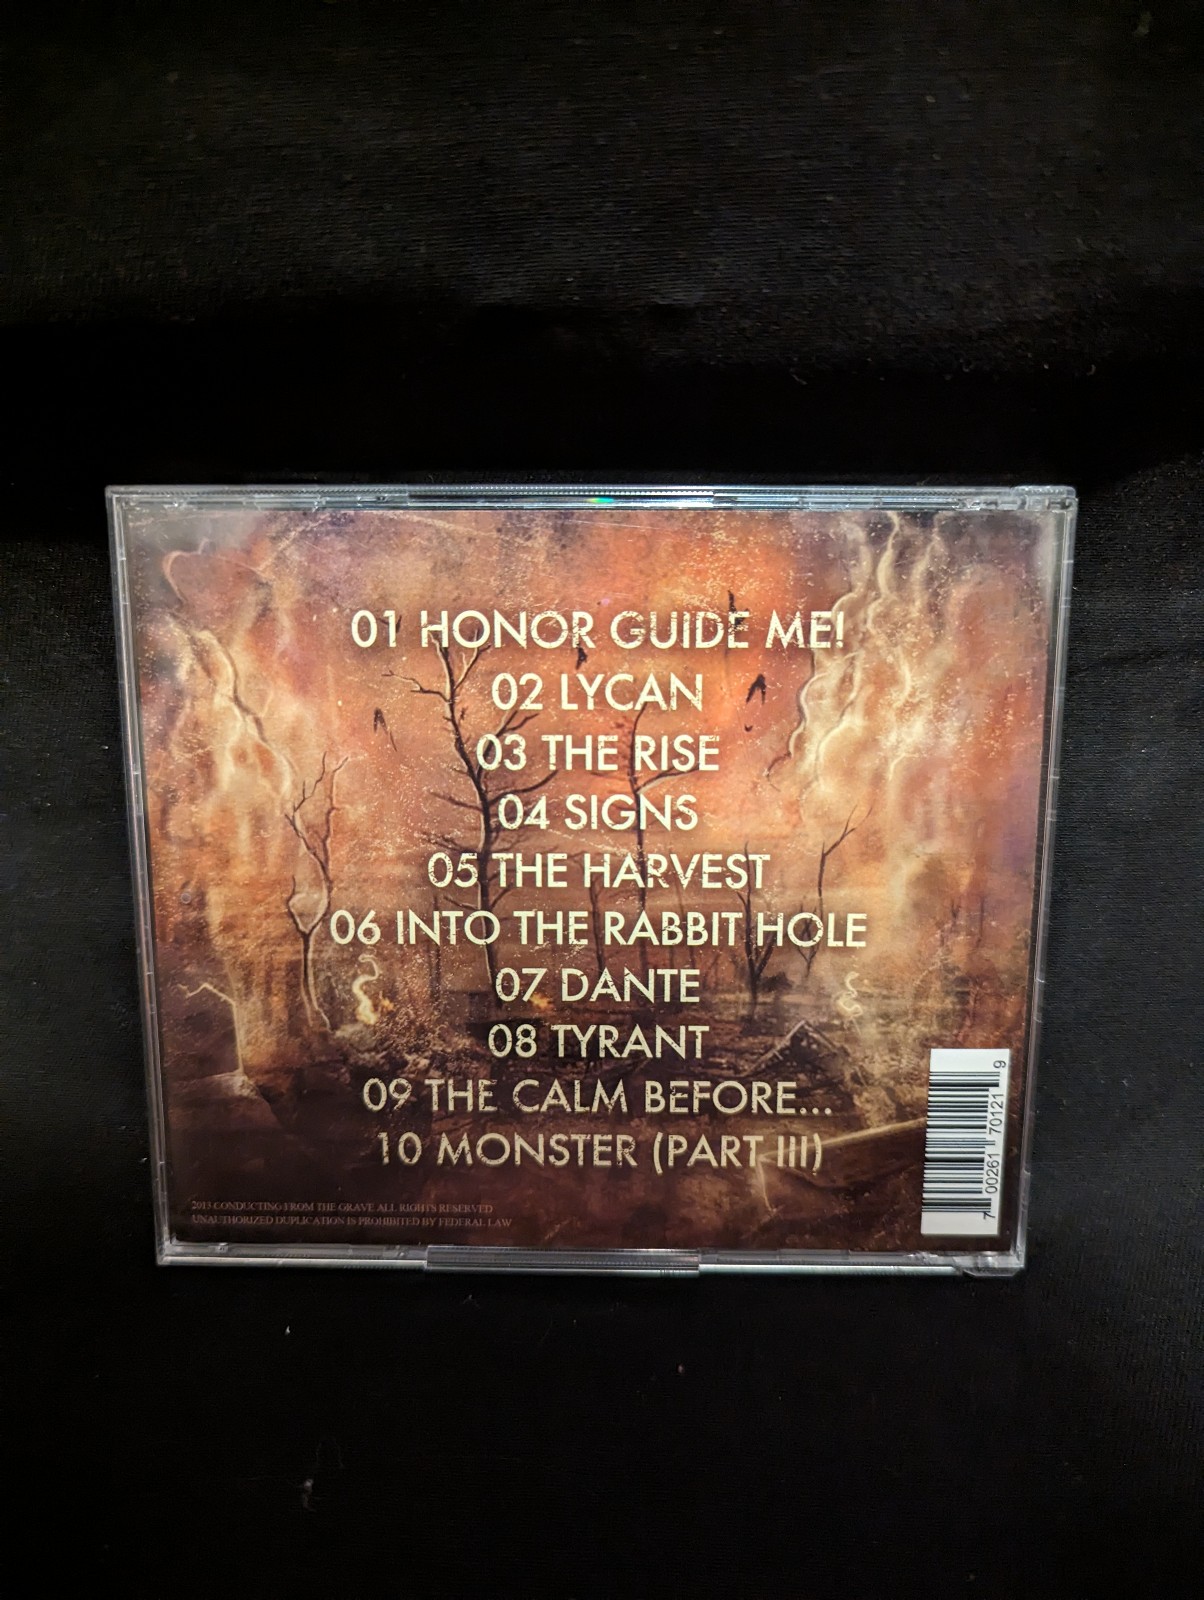 01 HONOR GUIDE ME!
02 LYCAN
03 THE RISE
04 SIGNS
05 THE HARVEST
06 INTO THE RABBIT HOLE
07 DANTE
08 TYRANT
09 THE CALM BEFORE...
10 MONSTER (PART III)
2013 CONDUCTING FROM THE GRAVE ALL RIGHTS RESERVED
UNAUTHORIZED DUPLICATION IS PROHIBITED BY FEDERAL LAW
7 00261 70121 9